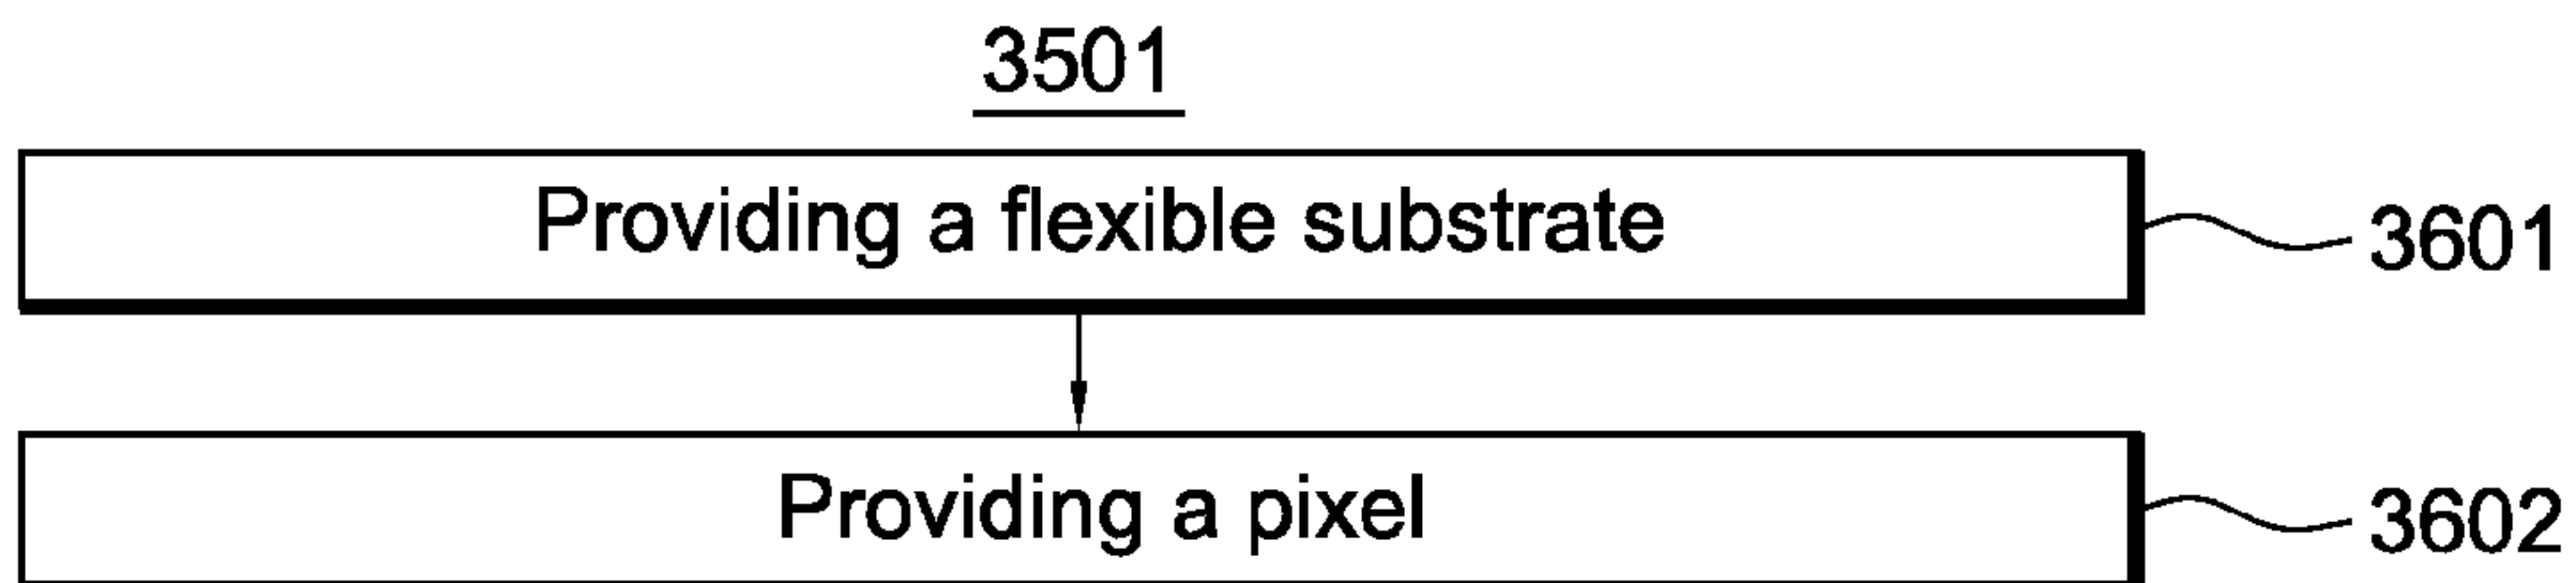 3501
Providing a flexible substrate
3601
Providing a pixel
3602